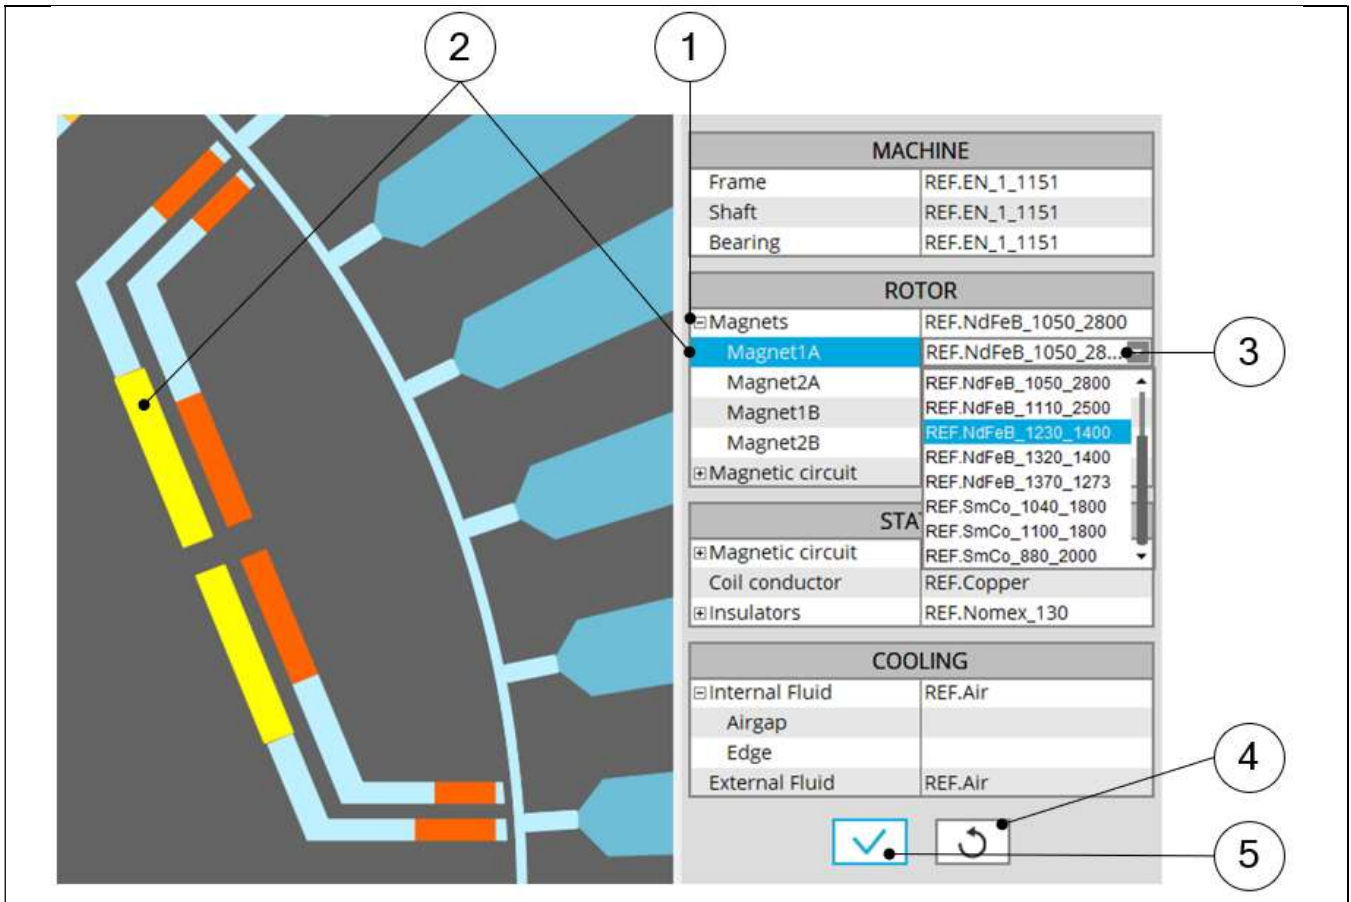 2
1
MACHINE
Frame REF.EN_1_1151
Shaft REF.EN_1_1151
Bearing REF.EN_1_1151
ROTOR
Magnets REF.NdFeB_1050_2800
Magnet1A REF.NdFeB_1050_28...
3
Magnet2A REF.NdFeB_1050_2800
Magnet1B REF.NdFeB_1110_2500
REF.NdFeB_1230_1400
Magnet2B REF.NdFeB_1320_1400
Magnetic circuit REF.NdFeB_1370_1273
REF.SmCo_1040_1800
STA REF.SmCo_1100_1800
Magnetic circuit REF.SmCo_880_2000
Coil conductor REF.Copper
Insulators REF.Nomex_130
COOLING
Internal Fluid REF.Air
Airgap
Edge
External Fluid REF.Air
4
5